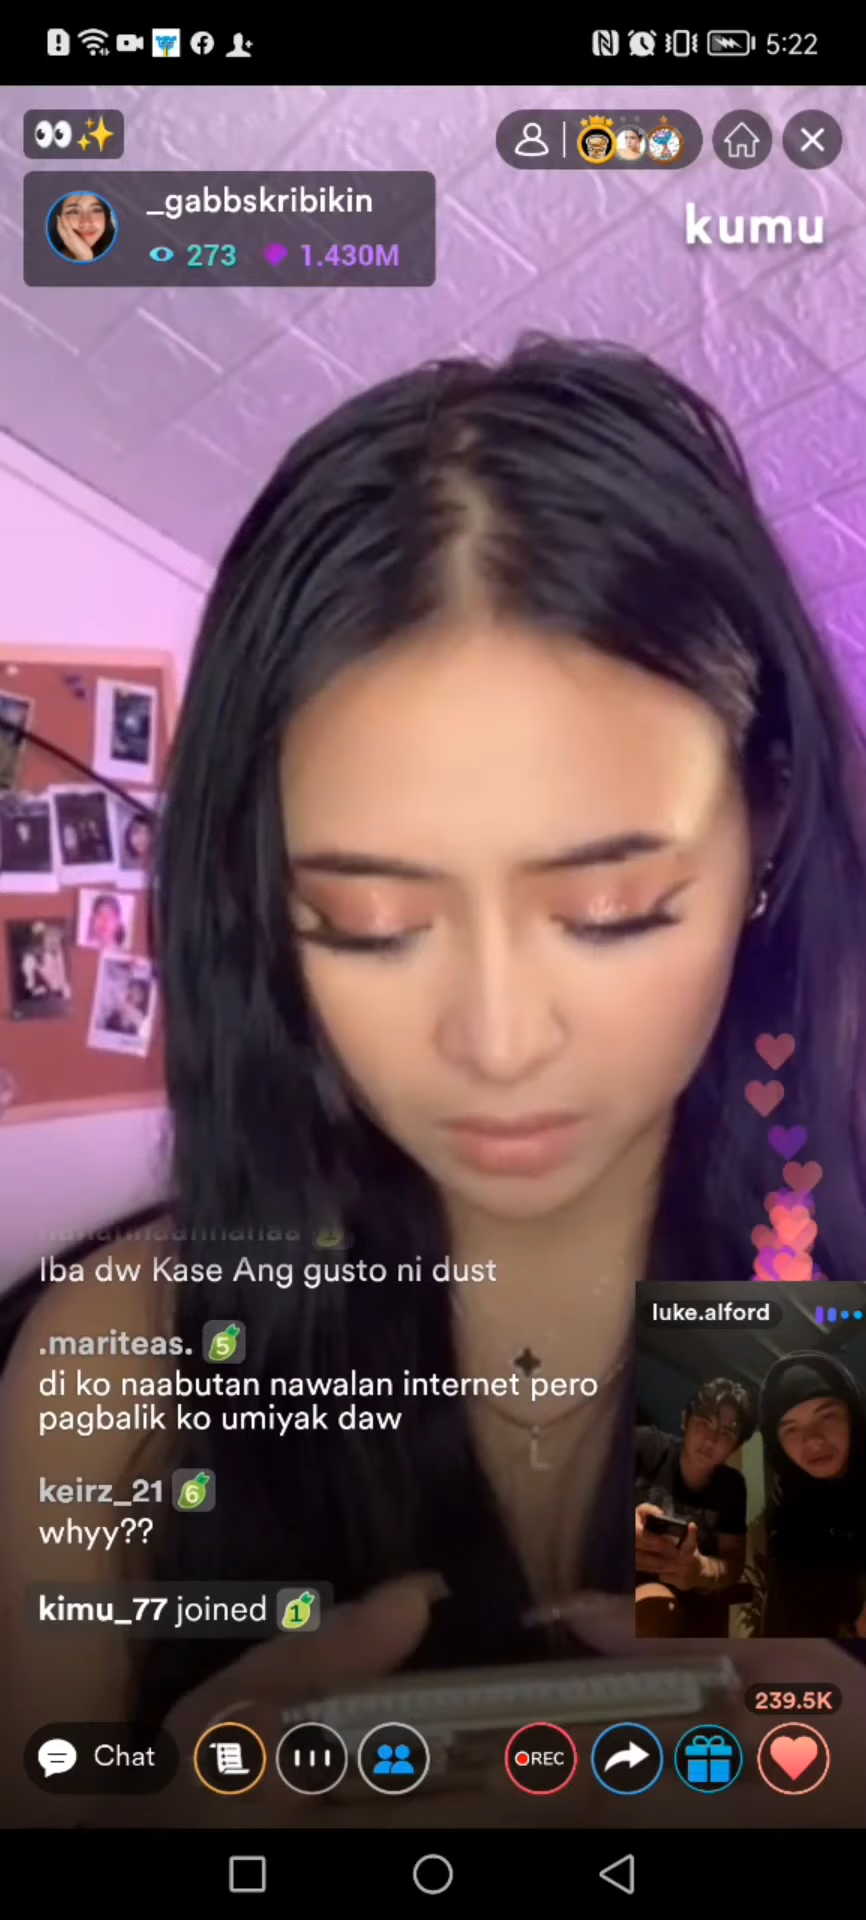 5:22
_gabbskribikin
273 1.430M
kumu
Iba dw Kase Ang gusto ni dust
.mariteas. 5
di ko naabutan nawalan internet pero
pagbalik ko umiyak daw
keirz_21 6
whyy??
kimu_77 joined 1
luke.alford
239.5K
Chat
REC
L